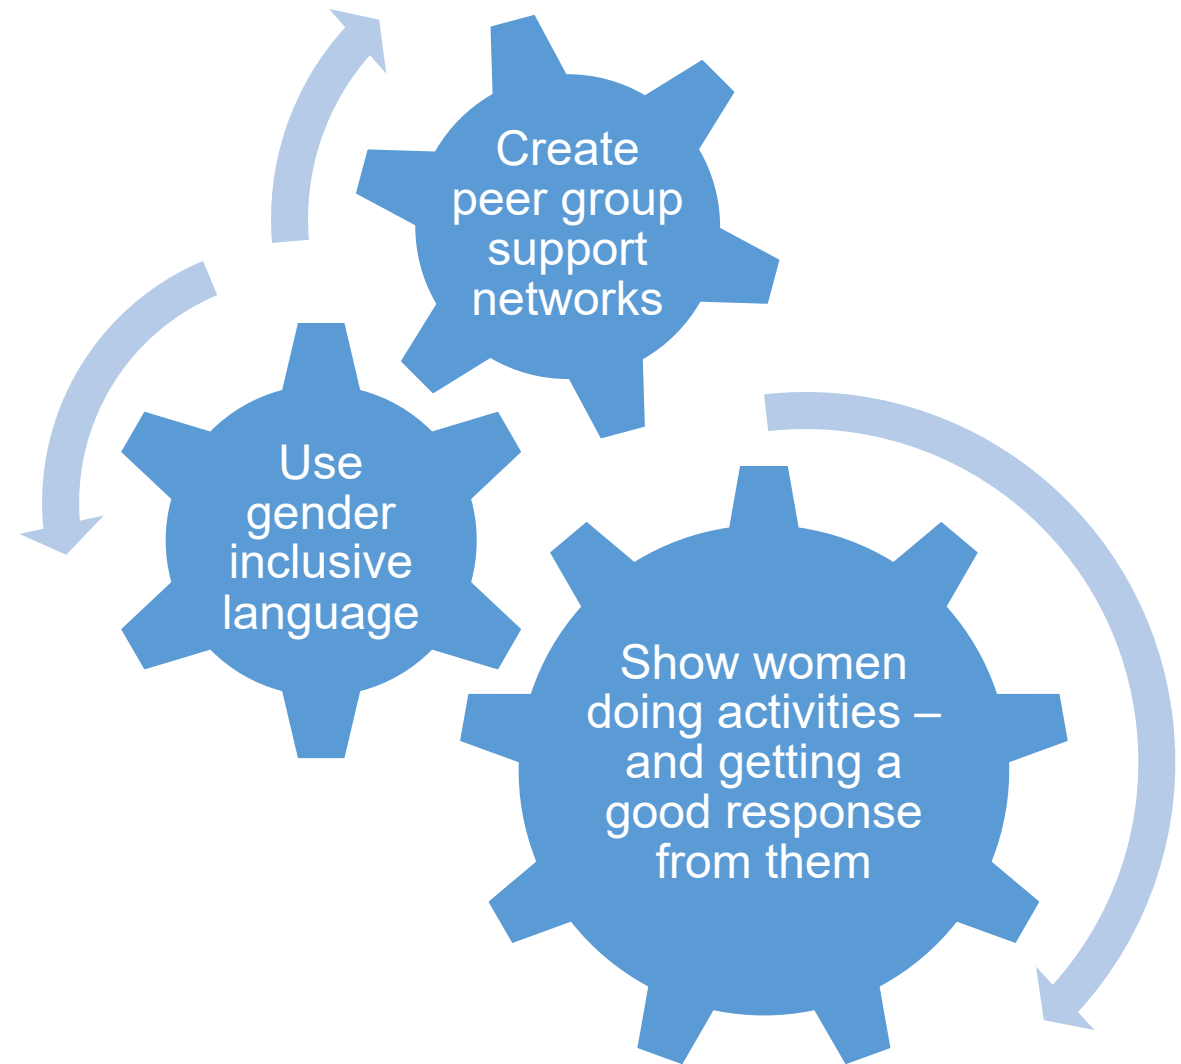 Create
peer group
support
networks
Use
gender
inclusive
language
Show women
doing activities –
and getting a
good response
from them